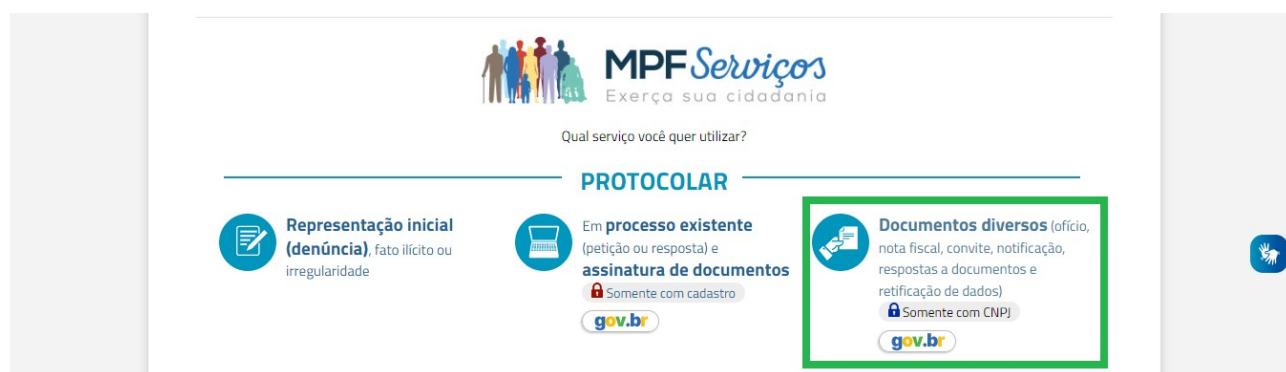 MPF Serviços
Exerça sua cidadania
Qual serviço você quer utilizar?
PROTOCOLAR
Representação inicial
(denúncia), fato ilícito ou
irregularidade
Em processo existente
(petição ou resposta) e
assinatura de documentos
Somente com cadastro
gov.br
Documentos diversos (ofício,
nota fiscal, convite, notificação,
respostas a documentos e
retificação de dados)
Somente com CNPJ
gov.br